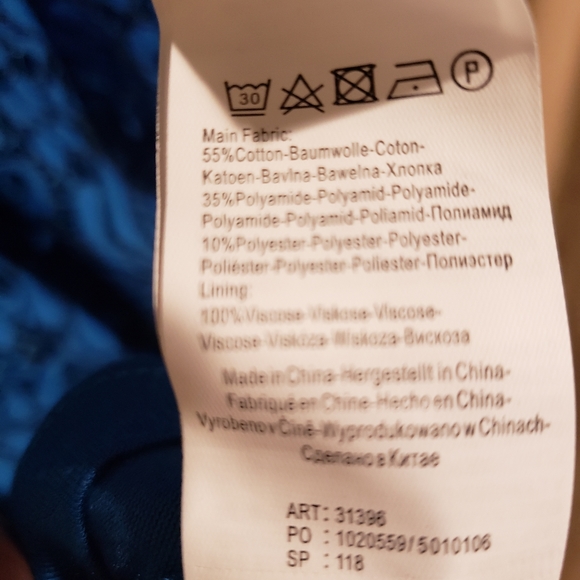 30
P
Main Fabric:
55%Cotton-Baumwolle-Coton-
Katoen-Bavlna-Bawelna-Хлопка
35%Polyamide-Polyamid-Polyamide-
Polyamide-Polyamid-Poliamid-Полиамид
10%Polyester-Polyester-Polyester-
Poliéster-Polyester-Poliester-Полиэстер
Lining:
100%Viscose-Viskose-Viscose-
Viscose-Viskóza-Wiskoza-Вискоза
Made in China-Hergestellt in China-
Fabriqué en Chine-Hecho en China-
Vyrobeno v Číně-Wyprodukowano w Chinach-
Сделано в Китае
ART: 31396
PO : 1020559/5010106
SP : 118